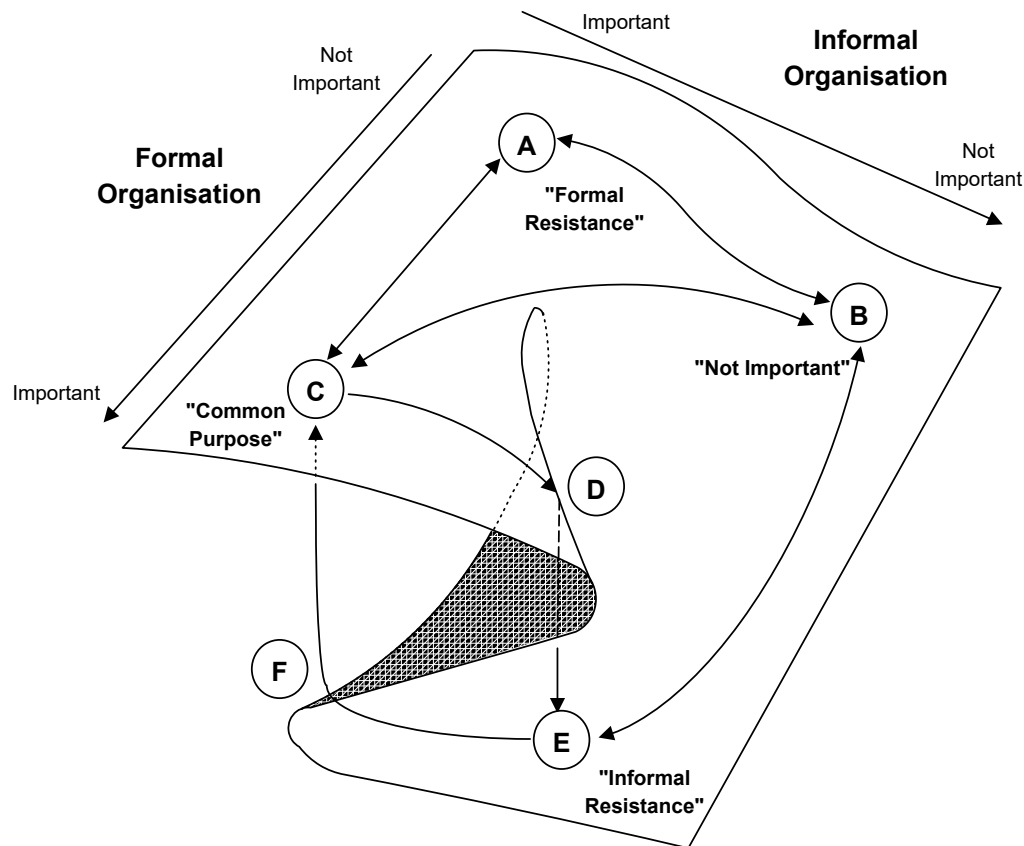 Important
Informal
Organisation
Not
Important
Not
Important
Formal
Organisation
A
"Formal
Resistance"
B
"Not Important"
Important
C
"Common
Purpose"
D
F
E
"Informal
Resistance"